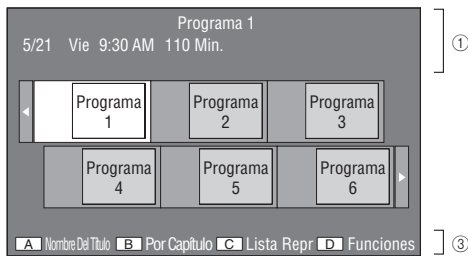 Programa 1
5/21 Vie 9:30 AM 110 Min.
①
Programa 1
Programa 2
Programa 3
Programa 4
Programa 5
Programa 6
A Nombre Del Título B Por Capítulo C Lista Repr D Funciones
③